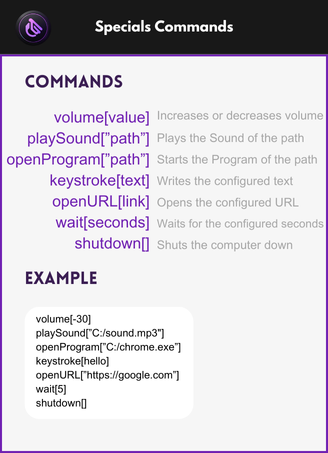 Specials Commands
COMMANDS
volume[value] Increases or decreases volume
playSound["path"] Plays the Sound of the path
openProgram["path"] Starts the Program of the path
keystroke[text] Writes the configured text
openURL[link] Opens the configured URL
wait[seconds] Waits for the configured seconds
shutdown[] Shuts the computer down
EXAMPLE
volume[-30]
playSound["C:/sound.mp3"]
openProgram["C:/chrome.exe"]
keystroke[hello]
openURL["https://google.com"]
wait[5]
shutdown[]